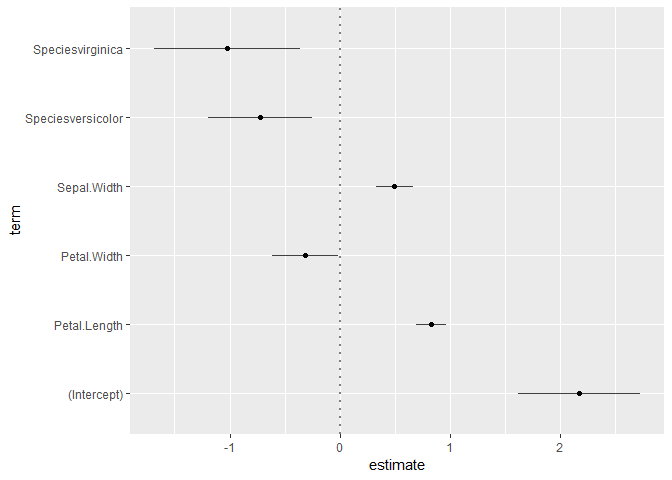 Speciesvirginica
Speciesversicolor
Sepal.Width
term
Petal.Width
Petal.Length
(Intercept)
-1 0 1 2
estimate